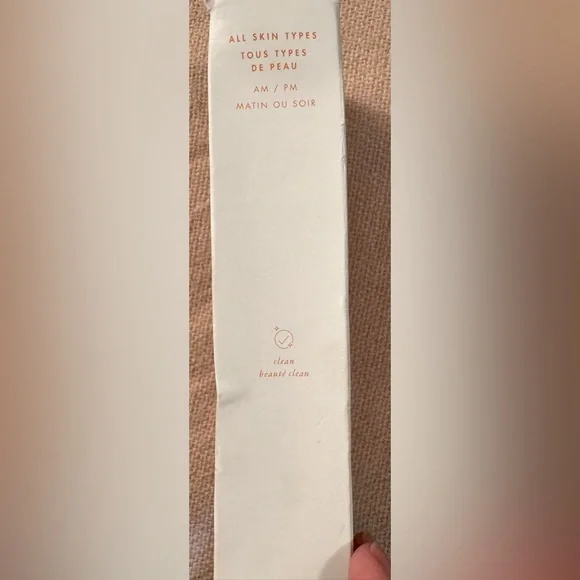 ALL SKIN TYPES
TOUS TYPES
DE PEAU
AM / PM
MATIN OU SOIR
clean
beauté clean